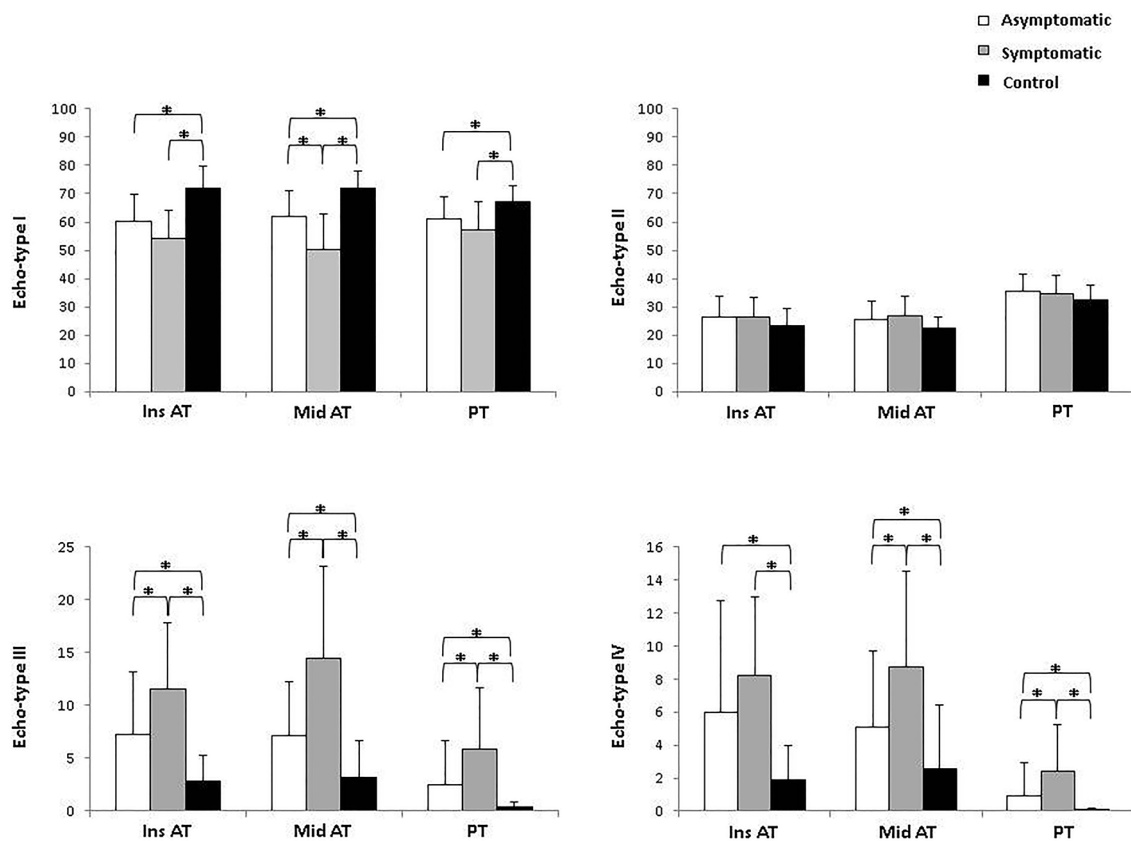 Asymptomatic
Symptomatic
Control
Echo-type I
100
90
80
70
60
50
40
30
20
10
0
* * * * * * *
Ins AT Mid AT PT
Echo-type II
100
90
80
70
60
50
40
30
20
10
0
Ins AT Mid AT PT
Echo-type III
25
20
15
10
5
0
* * * * * * * * *
Ins AT Mid AT PT
Echo-type IV
16
14
12
10
8
6
4
2
0
* * * * * * * *
Ins AT Mid AT PT